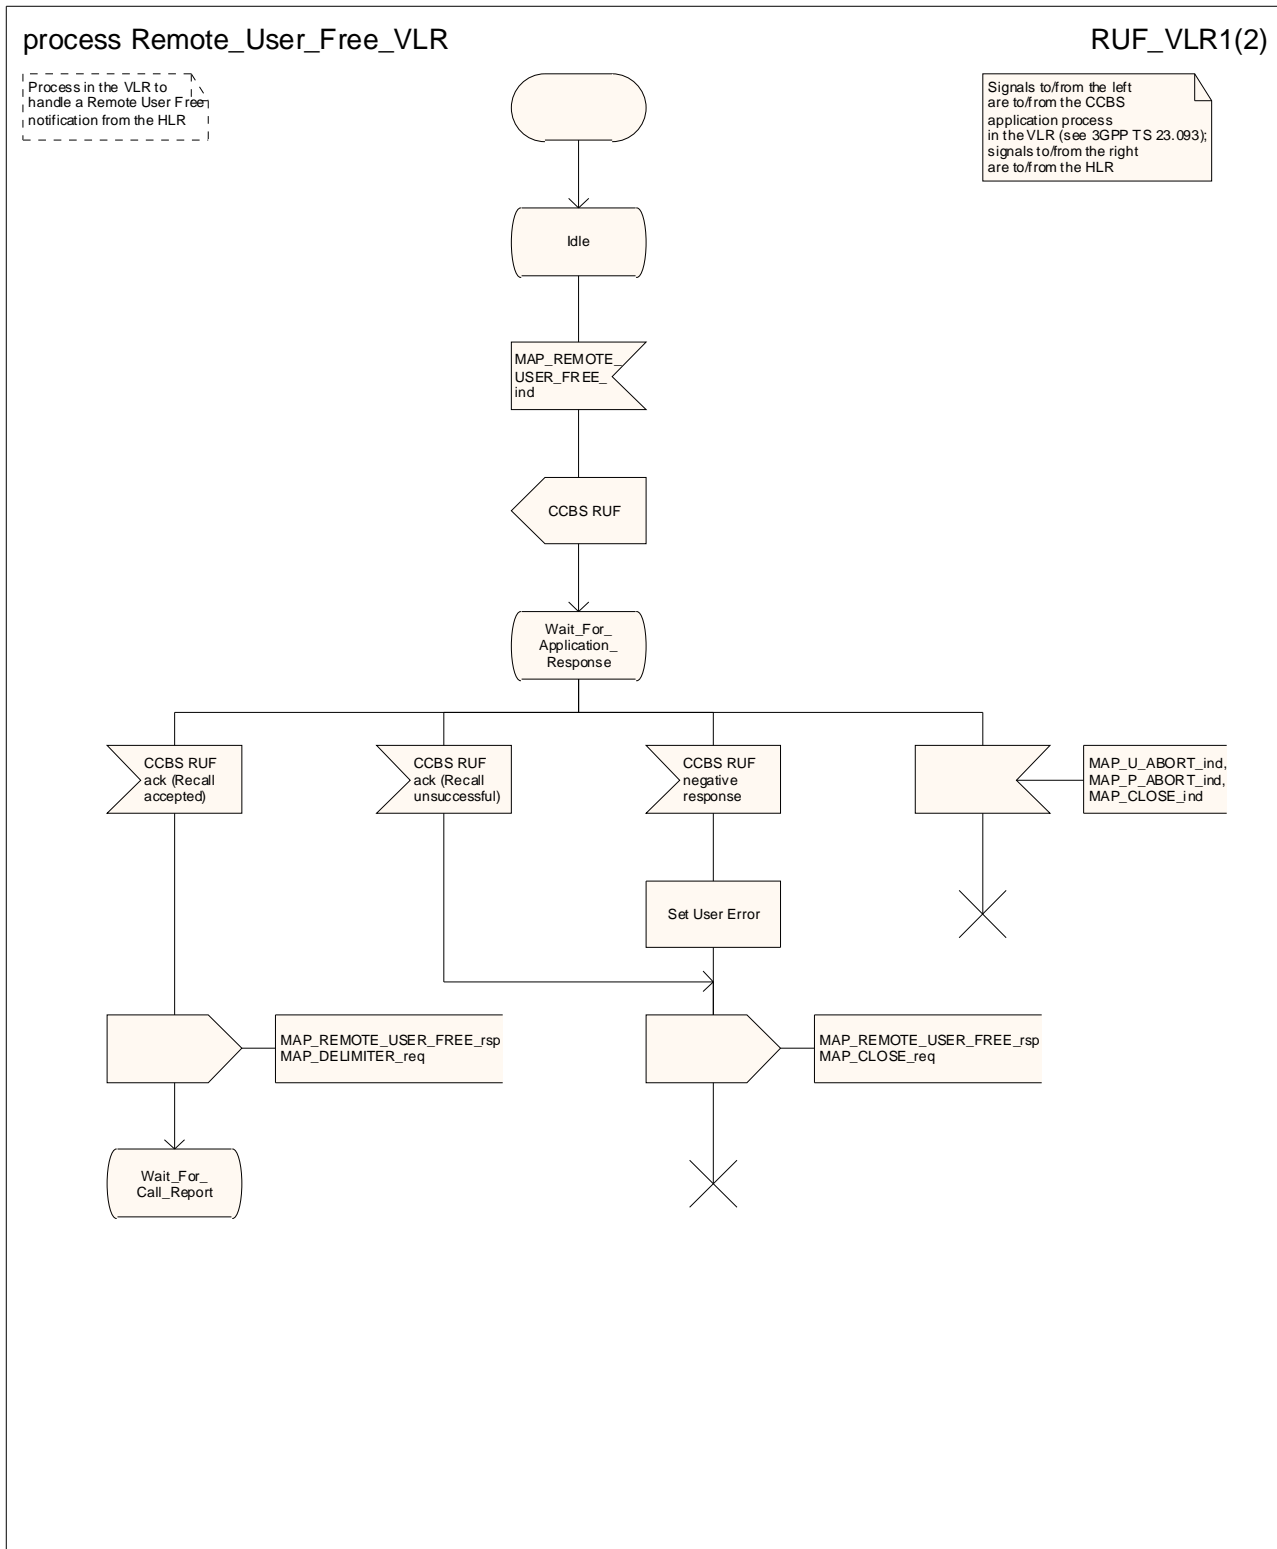 process Remote_User_Free_VLR
RUF_VLR1(2)
Process in the VLR to
handle a Remote User Free
notification from the HLR
Signals to/from the left
are to/from the CCBS
application process
in the VLR (see 3GPP TS 23.093);
signals to/from the right
are to/from the HLR
Idle
MAP_REMOTE_
USER_FREE_
ind
CCBS RUF
Wait_For_
Application_
Response
CCBS RUF
ack (Recall
accepted)
CCBS RUF
ack (Recall
unsuccessful)
CCBS RUF
negative
response
MAP_U_ABORT_ind,
MAP_P_ABORT_ind,
MAP_CLOSE_ind
Set User Error
MAP_REMOTE_USER_FREE_rsp
MAP_DELIMITER_req
MAP_REMOTE_USER_FREE_rsp
MAP_CLOSE_req
Wait_For_
Call_Report